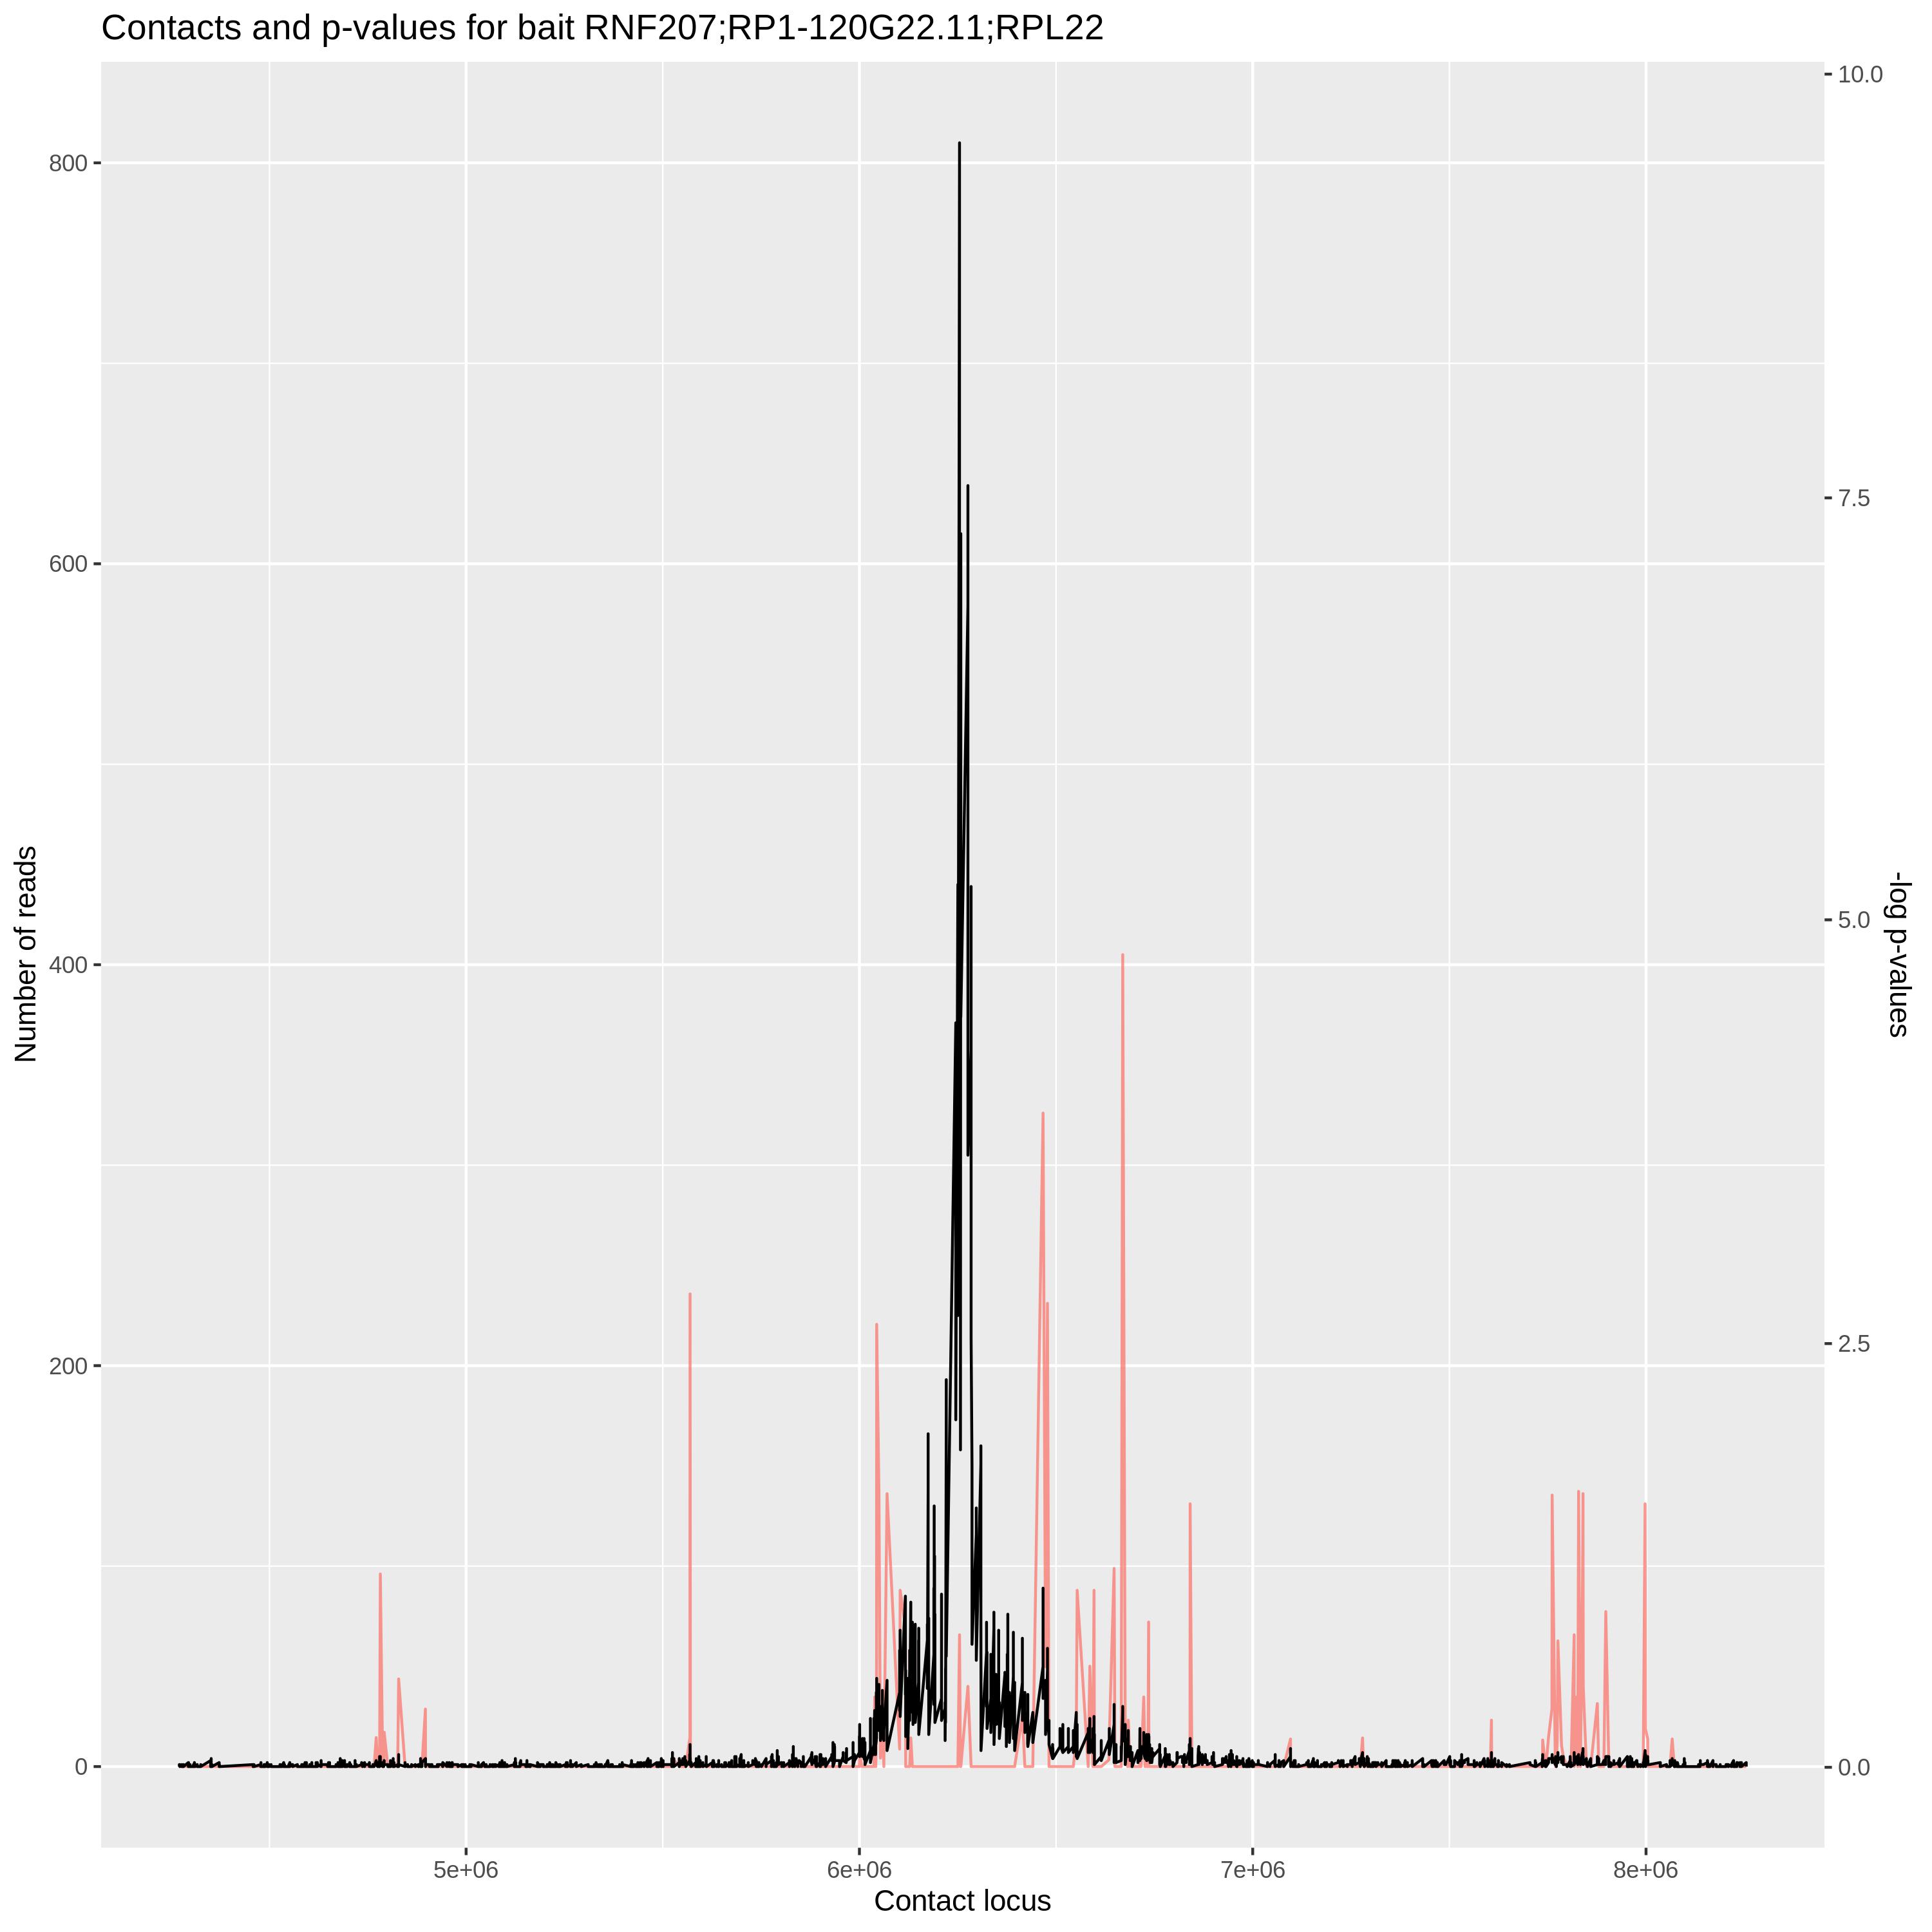 Contacts and p-values for bait RNF207;RP1-120G22.11;RPL22
10.0
800
7.5
600
5.0
400
2.5
200
0
0.0
Number of reads
-log p-values
5e+06 6e+06 7e+06 8e+06
Contact locus